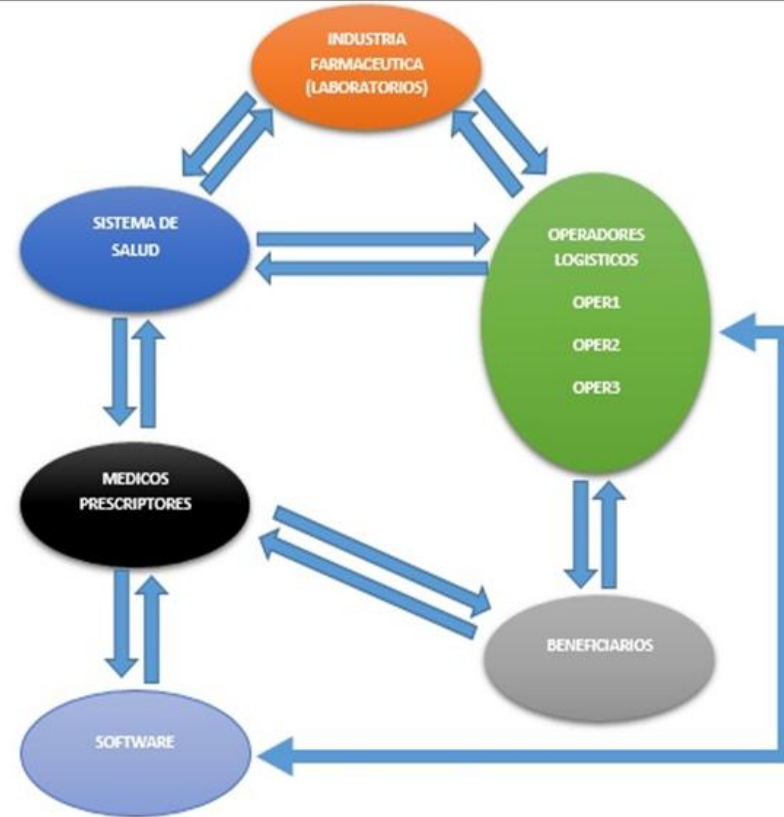 INDUSTRIA
FARMACEUTICA
(LABORATORIOS)
SISTEMA DE
SALUD
OPERADORES
LOGISTICOS
OPER1
OPER2
OPER3
MEDICOS
PRESCRIPTORES
BENEFICIARIOS
SOFTWARE